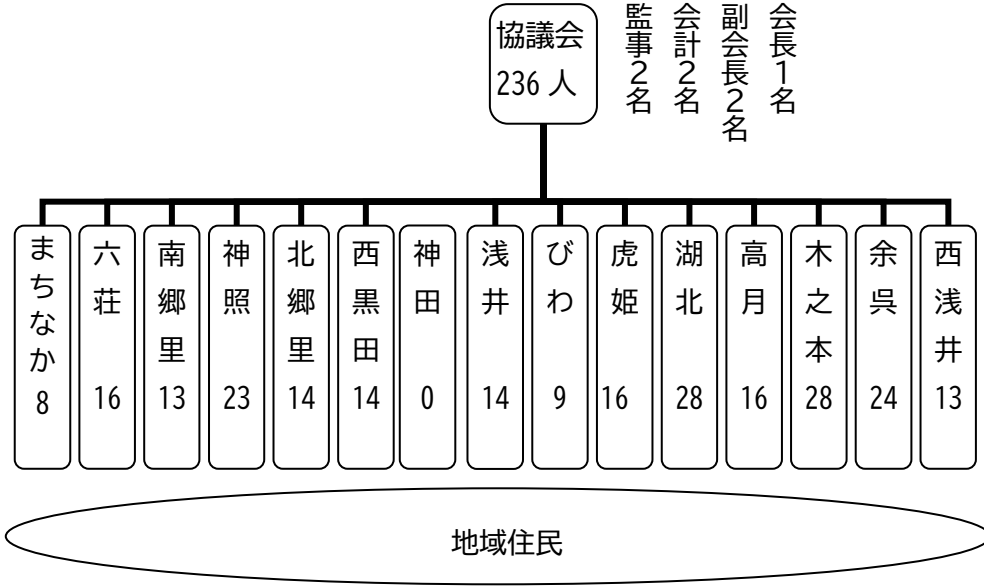 協議会
236 人
会長1名
副会長2名
会計2名
監事2名
まちなか
8
六荘
16
南郷里
13
神照
23
北郷里
14
西黒田
14
神田
0
浅井
14
びわ
9
虎姫
16
湖北
28
高月
16
木之本
28
余呉
24
西浅井
13
地域住民